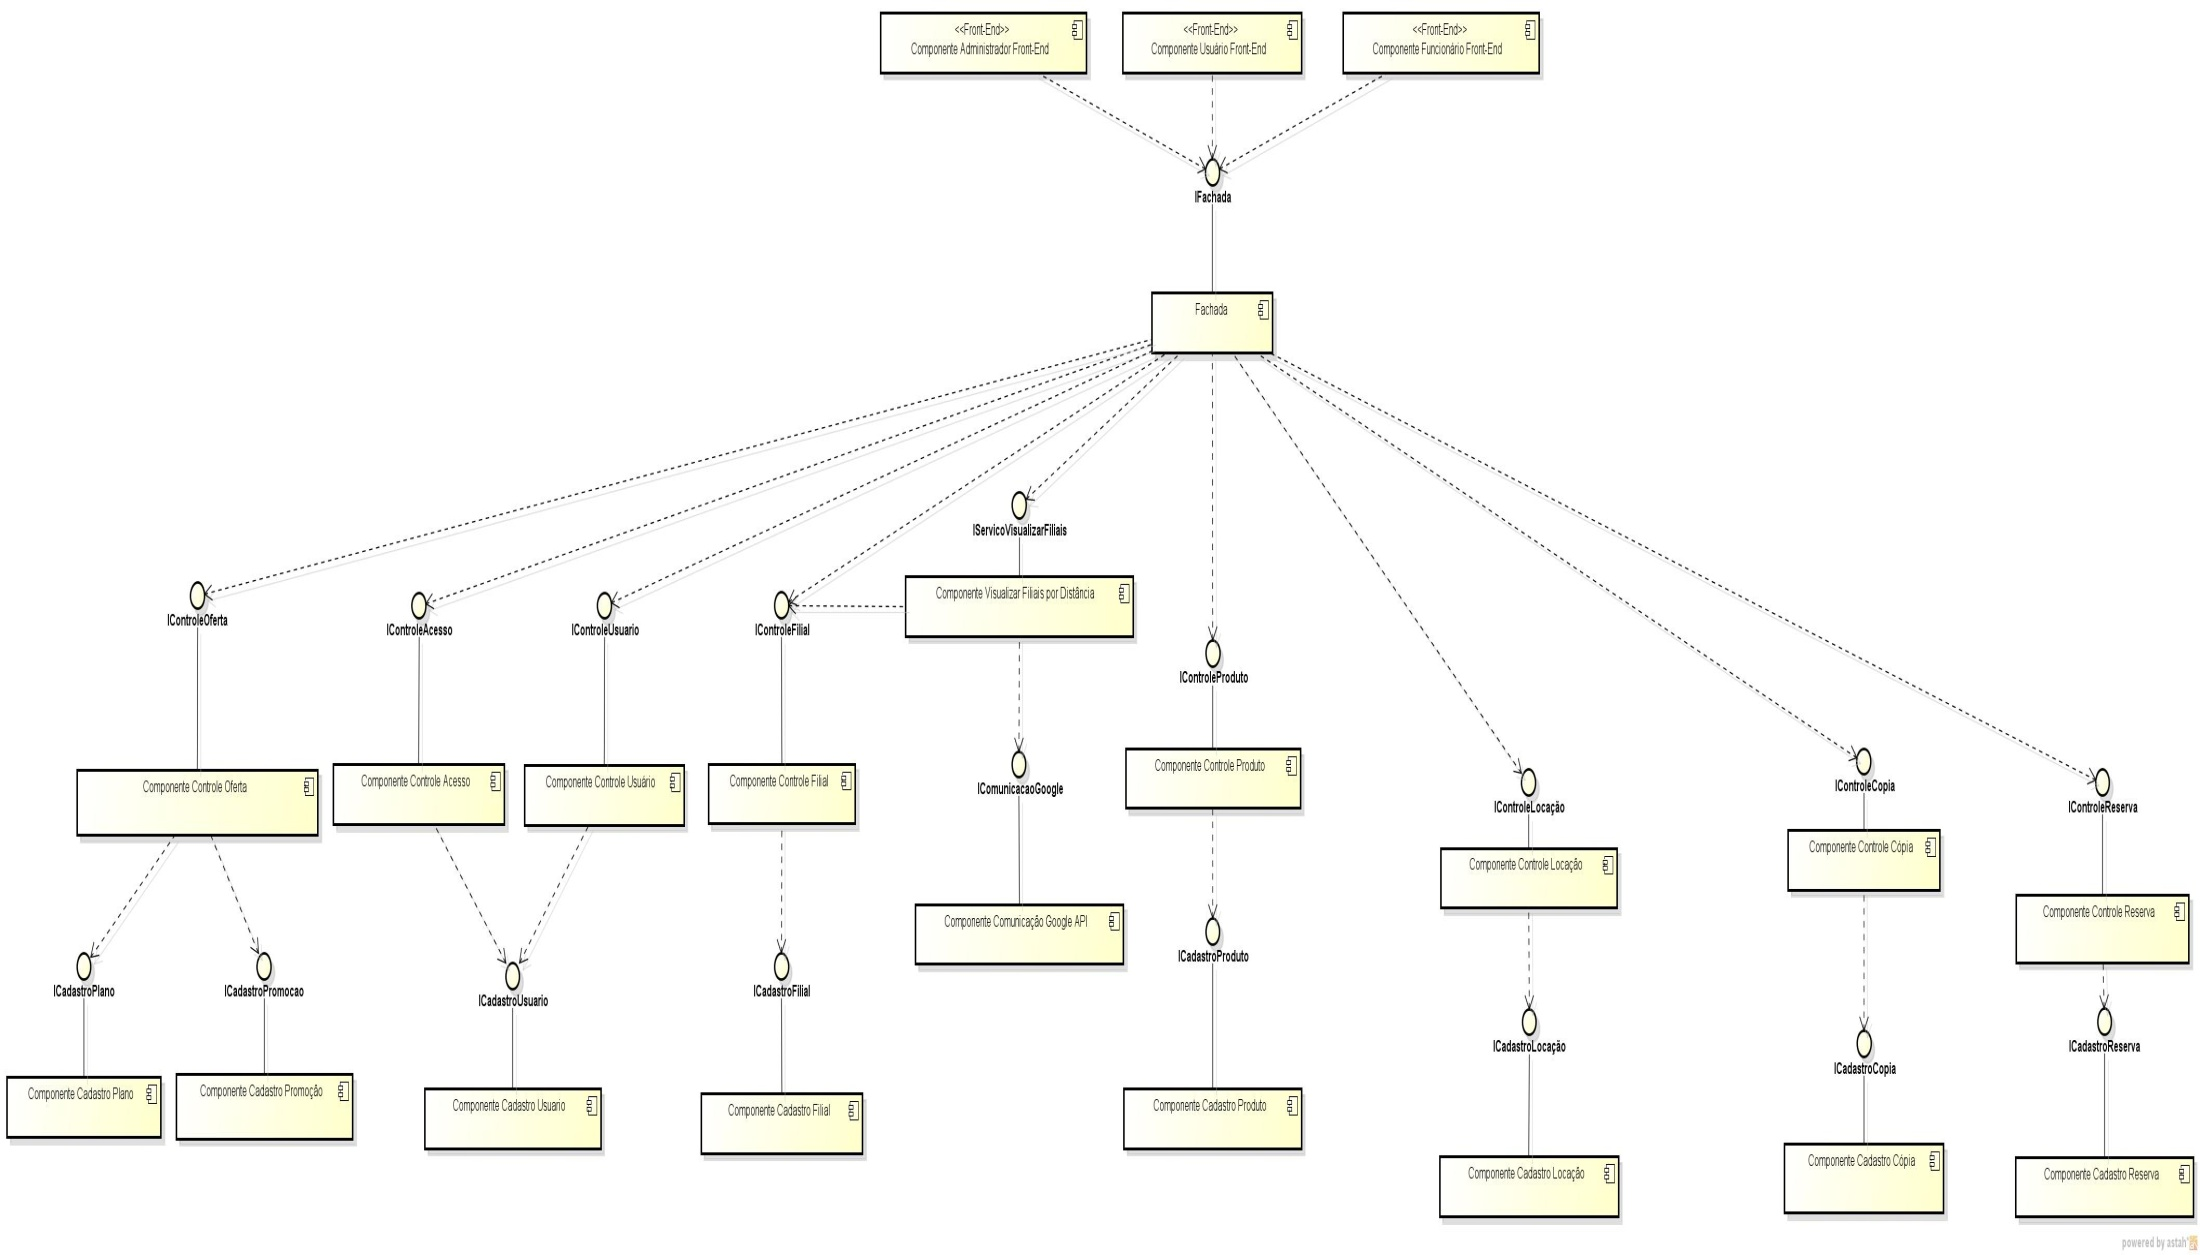 <<Front-End>>
Componente Administrador Front-End
<<Front-End>>
Componente Usuário Front-End
<<Front-End>>
Componente Funcionário Front-End
IFachada
Fachada
IServicoVisualizarFiliais
Componente Visualizar Filiais por Distância
IControleOferta
IControleAcesso
IControleUsuario
IControleFilial
IControleProduto
Componente Controle Oferta
Componente Controle Acesso
Componente Controle Usuário
Componente Controle Filial
IComunicacaoGoogle
Componente Controle Produto
IControleLocação
IControleCopia
IControleReserva
Componente Controle Locação
Componente Controle Cópia
Componente Controle Reserva
Componente Comunicação Google API
ICadastroPlano
ICadastroPromocao
ICadastroUsuario
ICadastroFilial
ICadastroProduto
ICadastroLocação
ICadastroCopia
ICadastroReserva
Componente Cadastro Plano
Componente Cadastro Promoção
Componente Cadastro Usuario
Componente Cadastro Filial
Componente Cadastro Produto
Componente Cadastro Locação
Componente Cadastro Cópia
Componente Cadastro Reserva
powered by astah*